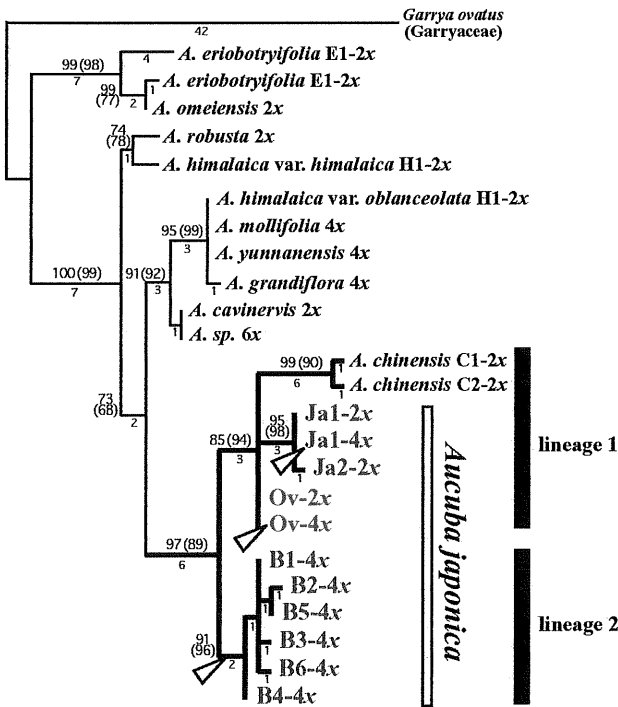 Garrya ovatus
(Garryaceae)
42
99 (98)
7
4
A. eriobotryifolia E1-2x
99
(77)
2
1
A. eriobotryifolia E1-2x
A. omeiensis 2x
74
(78)
1
A. robusta 2x
A. himalaica var. himalaica H1-2x
A. himalaica var. oblanceolata H1-2x
95 (99)
3
A. mollifolia 4x
A. yunnanensis 4x
1
A. grandiflora 4x
100 (99)
7
91(92)
3
1
A. cavinervis 2x
A. sp. 6x
99 (90)
6
1
A. chinensis C1-2x
1
A. chinensis C2-2x
73
(68)
2
85 (94)
3
95
(98)
3
Ja1-2x
Ja1-4x
1
Ja2-2x
Ov-2x
Ov-4x
lineage 1
Aucuba japonica
97 (89)
6
B1-4x
1
B2-4x
1
B5-4x
1
1
B3-4x
1
B6-4x
91
(96)
2
B4-4x
lineage 2